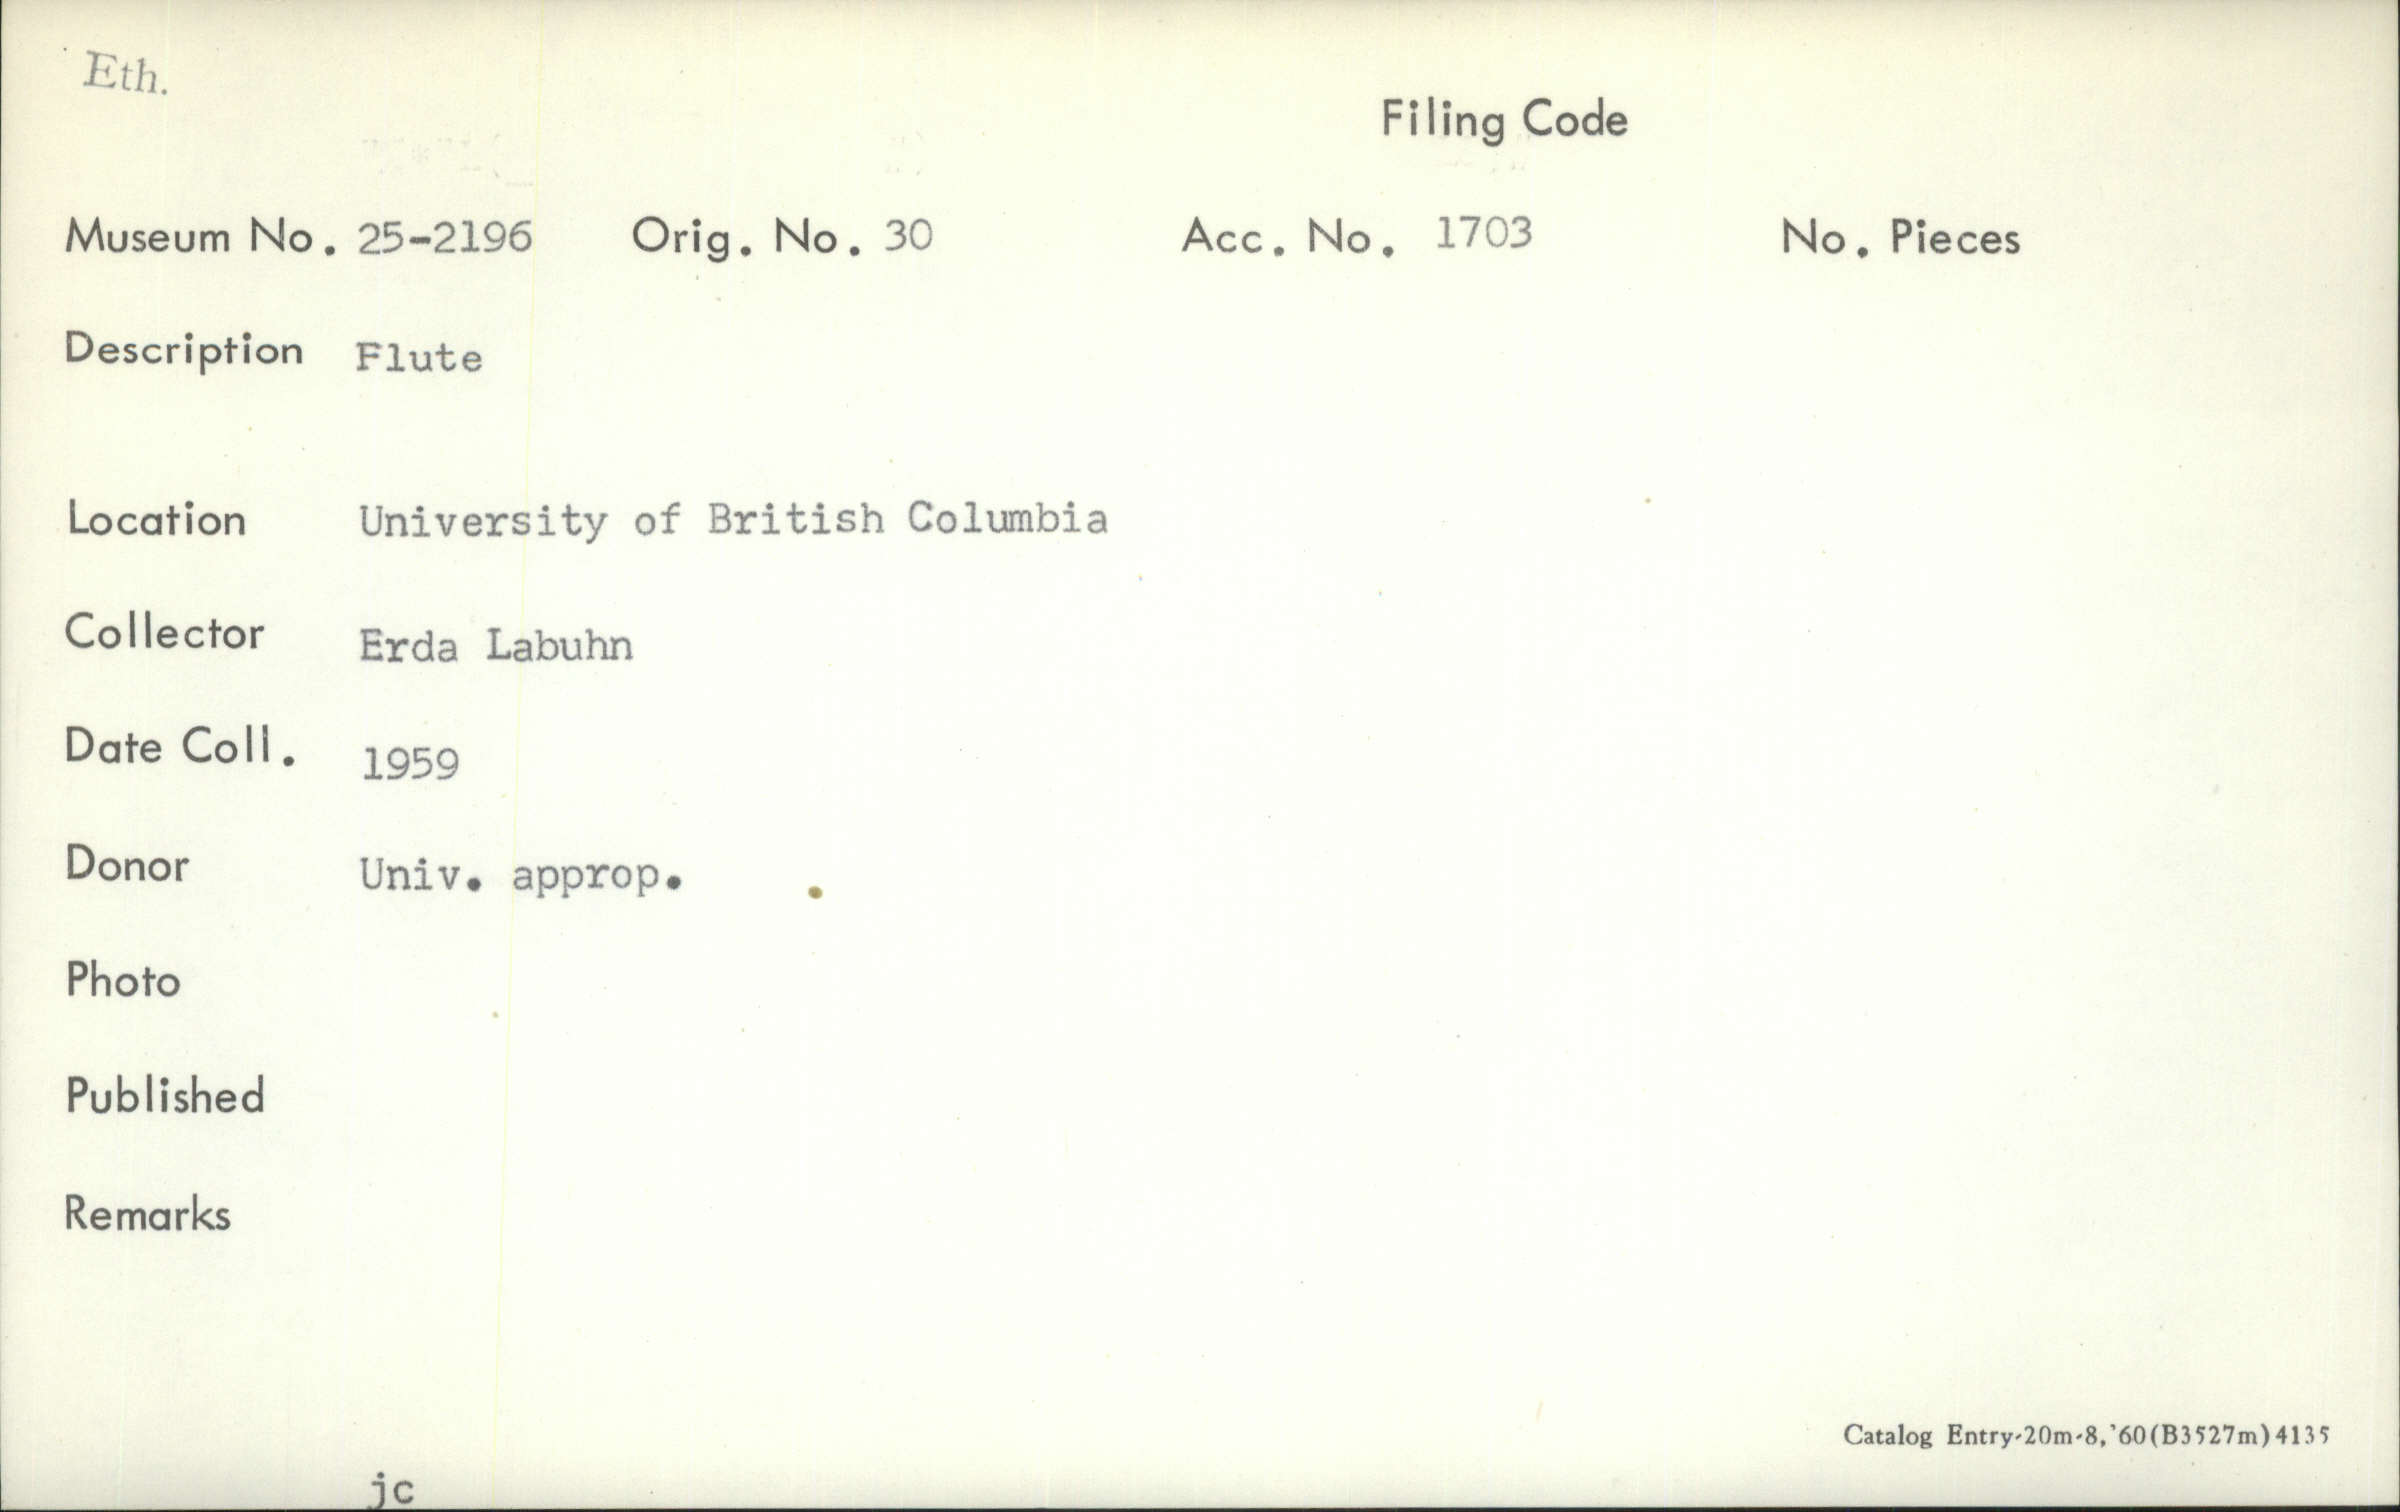 Eth.
Filing Code
Museum No. 25-2196 Orig. No. 30 Acc. No. 1703 No. Pieces
Description Flute
Location University of British Columbia
Collector Erda Labuhn
Date Coll. 1959
Donor Univ. approp.
Photo
Published
Remarks
Catalog Entry-20m-8,'60(B3527m)4135
jc